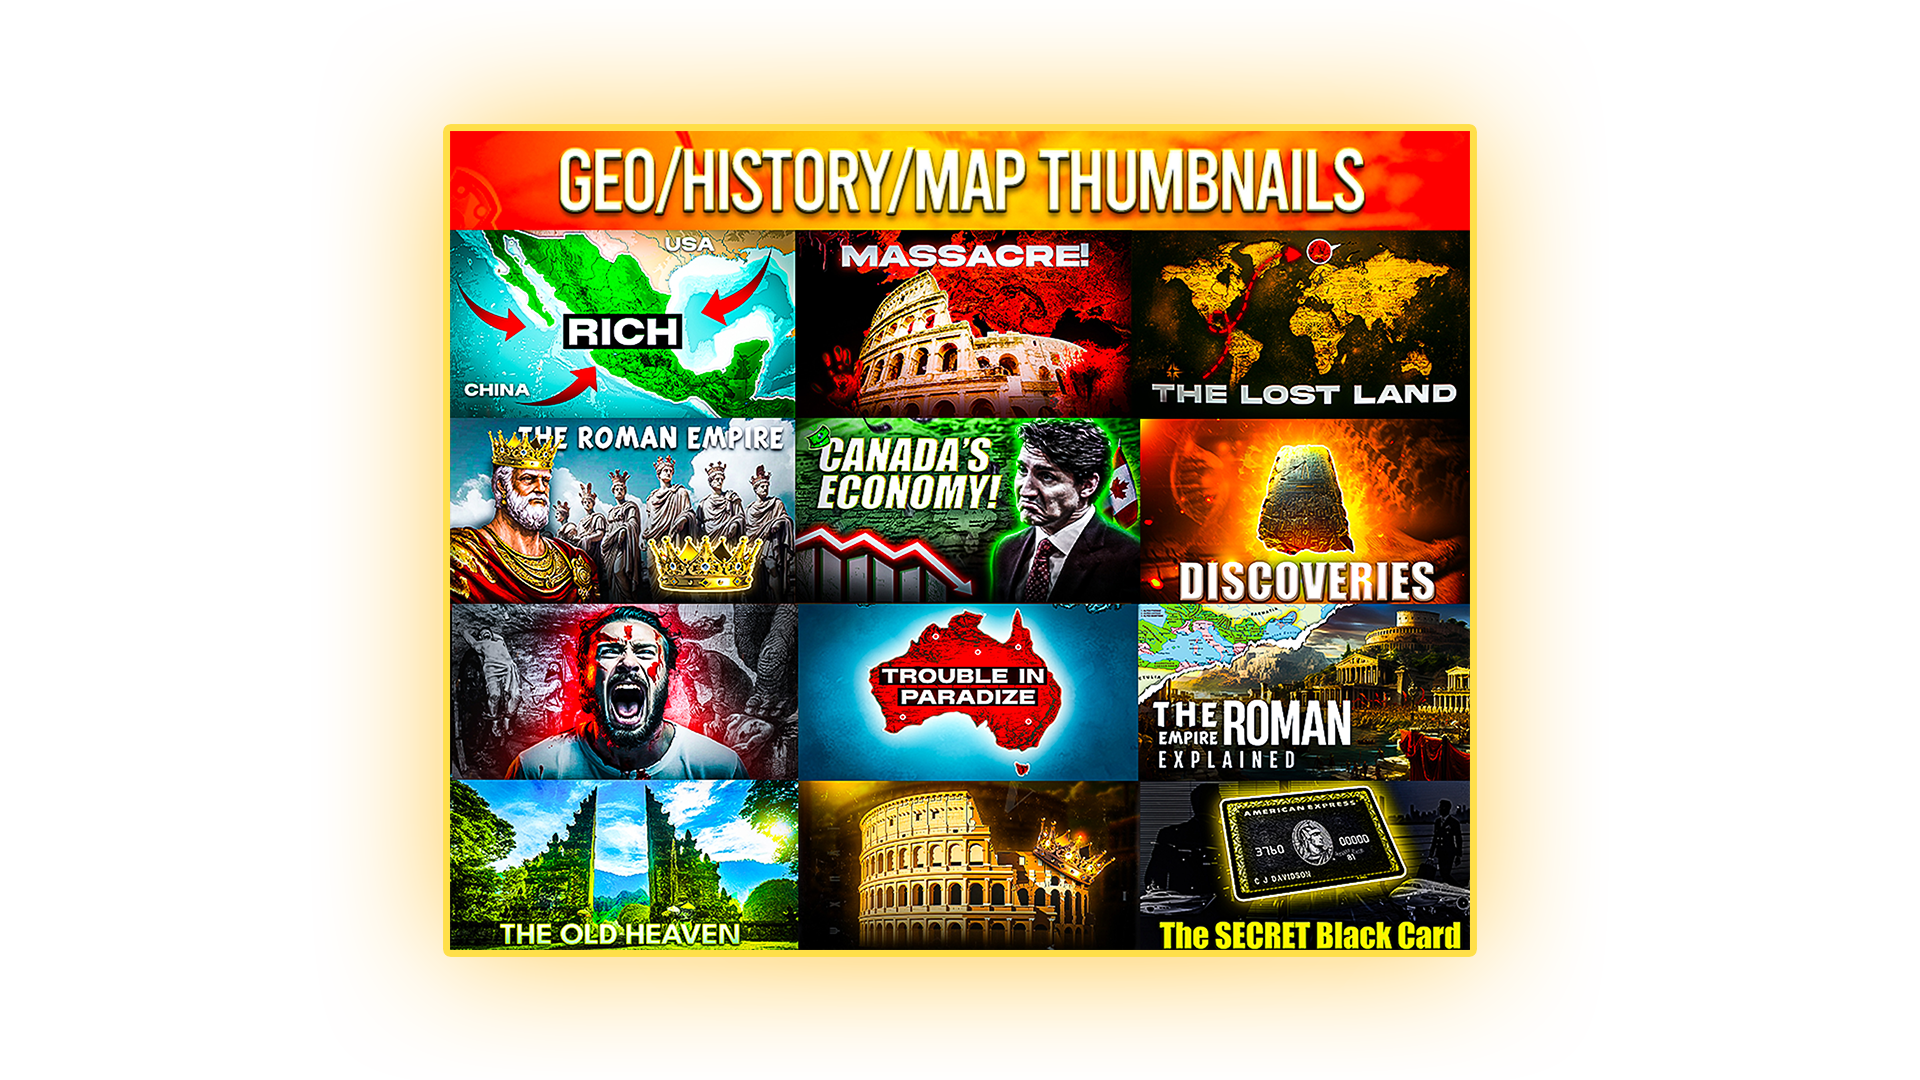 GEO/HISTORY/MAP THUMBNAILS
USA
RICH
CHINA
MASSACRE!
THE LOST LAND
THE ROMAN EMPIRE
CANADA'S
ECONOMY!
DISCOVERIES
TROUBLE IN
PARADIZE
THE ROMAN
EMPIRE
EXPLAINED
THE OLD HEAVEN
AMERICAN EXPRESS
3760 00000
81
C J DAVIDSON
The SECRET Black Card